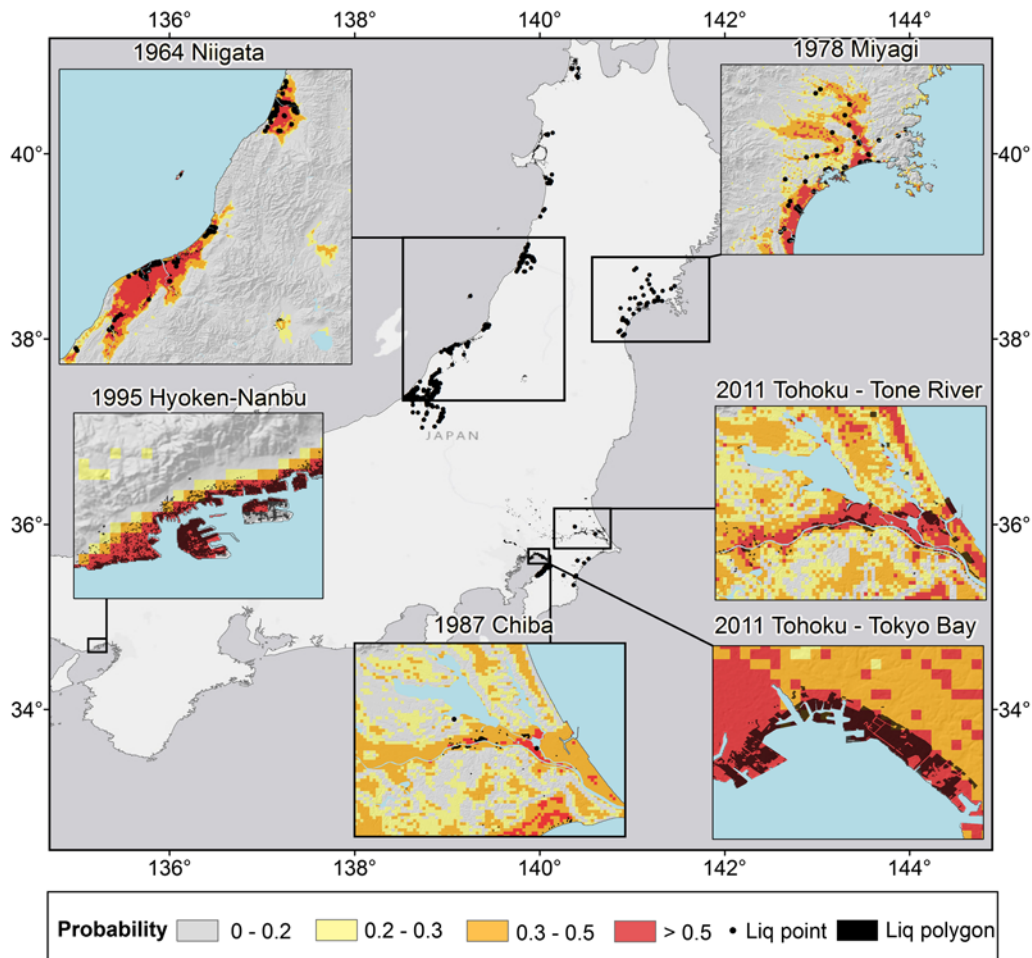 136° 138° 140° 142° 144°
1964 Niigata
1978 Miyagi
40° 40°
38° 38°
1995 Hyoken-Nanbu
JAPAN
2011 Tohoku - Tone River
36° 36°
1987 Chiba
2011 Tohoku - Tokyo Bay
34° 34°
136° 138° 140° 142° 144°
Probability 0 - 0.2 0.2 - 0.3 0.3 - 0.5 > 0.5 Liq point Liq polygon